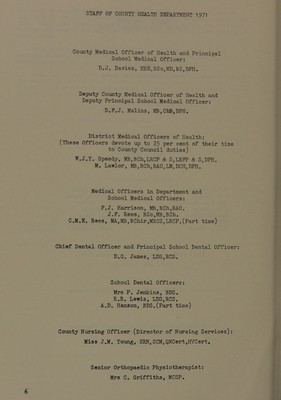 STAFF OF COUNTY HEALTH DEPARTMENT 1971
County Medical Officer of Health and Principal
School Medical Officer:
D.J. Davies, MB,BS,DPH.
Deputy County Medical Officer of Health and
Deputy Principal School Medical Officer:
D.F.J. Malins, MB,ChB,DPH.
District Medical Officers of Health:
(These Officers devote up to 25 per cent of their time
to County Council duties)
W.J.Y. Speedy, MB,BCh,LRCP & S,LRFP & S,DPH.
M. Lawlor, MB,BCh,BAO,LM,DCH,DPH.
Medical Officers in Department and
School Medical Officers:
F.J. Harrison, MB,BCh,BAO.
J.F. Rees, BSc,MB,BCh.
C.M.K. Rees, MA,MB,BChir,MRCS,LRCP.(Part time)
Chief Dental Officer and Principal School Dental Officer:
D.G. James, LDS,RCS.
School Dental Officers:
Mrs P. Jenkins, BDS.
E.B. Lewis, LDS,RCS.
A.D. Hanson, BDS.(Part time)
County Nursing Officer (Director of Nursing Services):
Miss J.M. Young, SRN,SCM,QNCert,HVCert.
Senior Orthopaedic Physiotherapist:
Mrs C. Griffiths, MCSP.
6